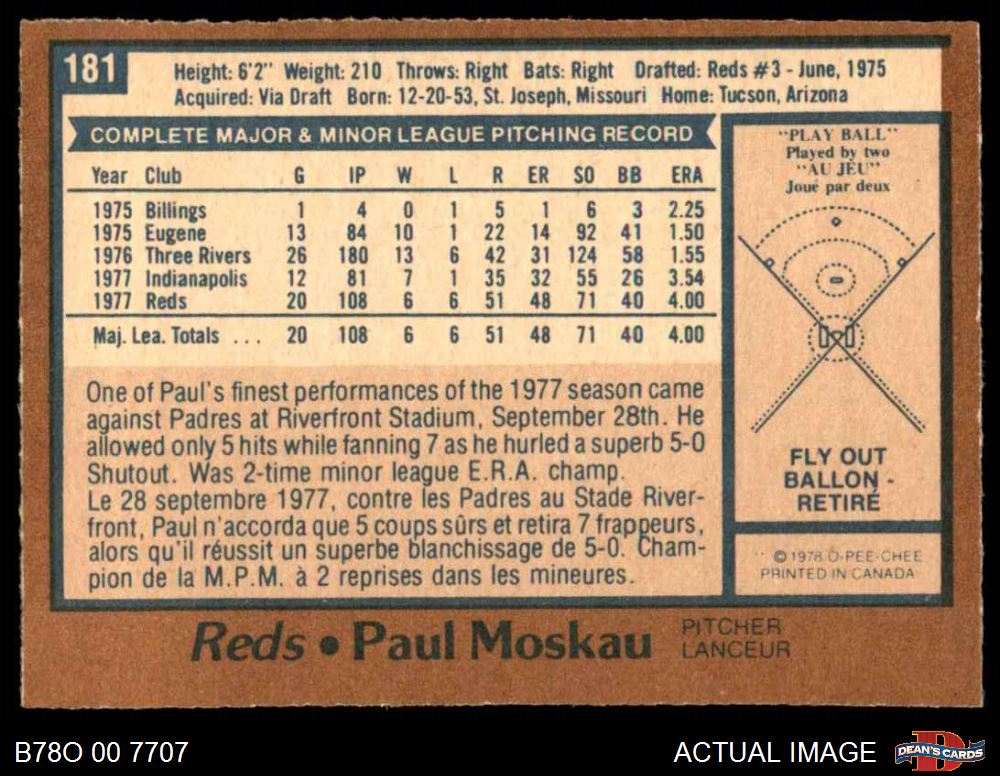 181
Height: 6'2" Weight: 210 Throws: Right Bats: Right Drafted: Reds #3 - June, 1975
Acquired: Via Draft Born: 12-20-53, St. Joseph, Missouri Home: Tucson, Arizona
COMPLETE MAJOR & MINOR LEAGUE PITCHING RECORD
Year Club G IP W L R ER SO BB ERA
1975 Billings 1 4 0 1 5 1 6 3 2.25
1975 Eugene 13 84 10 1 22 14 92 41 1.50
1976 Three Rivers 26 180 13 6 42 31 124 58 1.55
1977 Indianapolis 12 81 7 1 35 32 55 26 3.54
1977 Reds 20 108 6 6 51 48 71 40 4.00
Maj. Lea. Totals ... 20 108 6 6 51 48 71 40 4.00
One of Paul's finest performances of the 1977 season came
against Padres at Riverfront Stadium, September 28th. He
allowed only 5 hits while fanning 7 as he hurled a superb 5-0
Shutout. Was 2-time minor league E.R.A. champ.
Le 28 septembre 1977, contre les Padres au Stade River-
front, Paul n'accorda que 5 coups sûrs et retira 7 frappeurs,
alors qu'il réussit un superbe blanchissage de 5-0. Cham-
pion de la M.P.M. à 2 reprises dans les mineures.
"PLAY BALL"
Played by two
"AU JEU"
Joué par deux
FLY OUT
BALLON -
RETIRÉ
© 1978 O-PEE-CHEE
PRINTED IN CANADA
Reds • Paul Moskau
PITCHER
LANCEUR
B78O 00 7707
ACTUAL IMAGE
DEAN'S CARDS